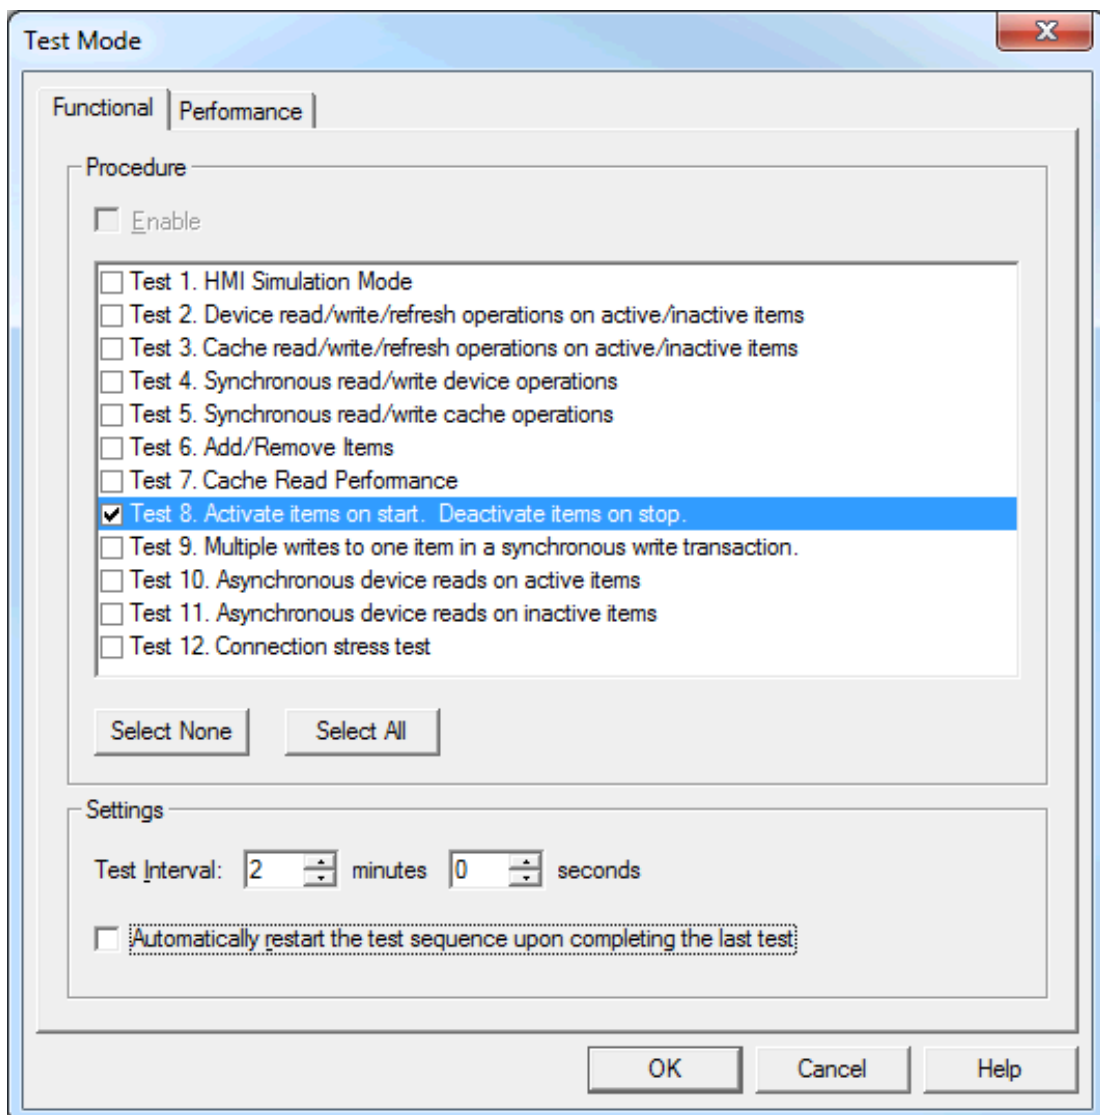 Test Mode
Functional
Performance
Procedure
Enable
Test 1. HMI Simulation Mode
Test 2. Device read/write/refresh operations on active/inactive items
Test 3. Cache read/write/refresh operations on active/inactive items
Test 4. Synchronous read/write device operations
Test 5. Synchronous read/write cache operations
Test 6. Add/Remove Items
Test 7. Cache Read Performance
Test 8. Activate items on start.  Deactivate items on stop.
Test 9. Multiple writes to one item in a synchronous write transaction.
Test 10. Asynchronous device reads on active items
Test 11. Asynchronous device reads on inactive items
Test 12. Connection stress test
Select None
Select All
Settings
Test Interval: 2 minutes 0 seconds
Automatically restart the test sequence upon completing the last test
OK
Cancel
Help